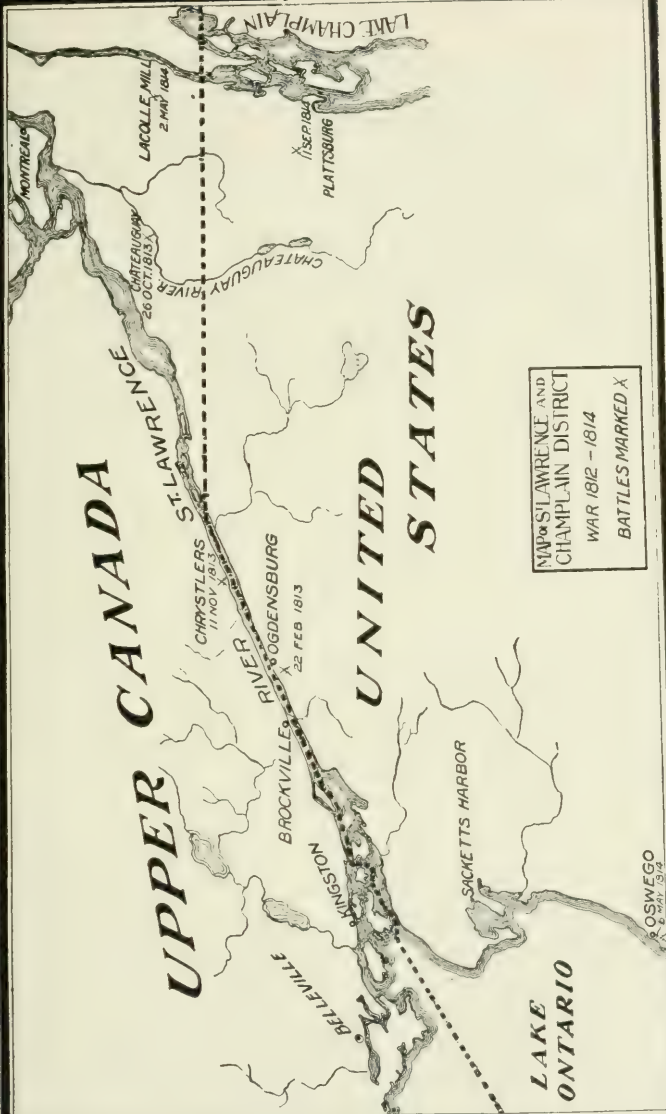 UPPER CANADA
UNITED
STATES
MONTREAL
LACOLLE MILL
2 MAY 1814
LAKE CHAMPLAIN
X
11 SEP. 1814
PLATTSBURG
CHATEAUGUAY
26 OCT. 1813 X
CHATEAUGUAY RIVER
ST. LAWRENCE
RIVER
CHRYSTLERS
11 NOV 1813
X
OGDENSBURG
X
22 FEB 1813
BROCKVILLE
KINGSTON
BELLEVILLE
SACKETTS HARBOR
OSWEGO
6 MAY 1814
LAKE
ONTARIO
MAP OF ST LAWRENCE AND
CHAMPLAIN DISTRICT
WAR 1812 - 1814
BATTLES MARKED X